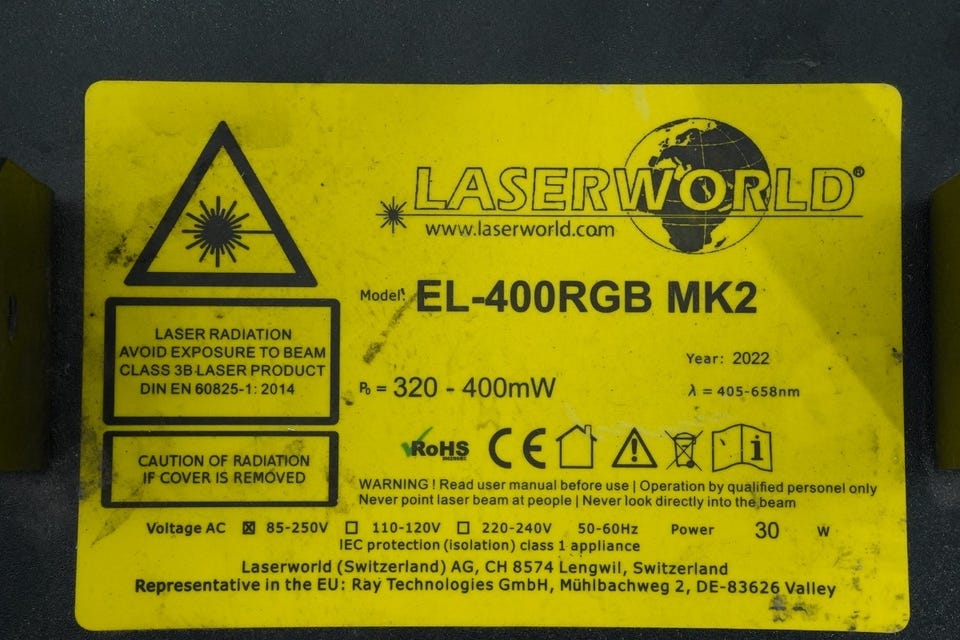 LASERWORLD®
www.laserworld.com
Model: EL-400RGB MK2
LASER RADIATION
AVOID EXPOSURE TO BEAM
CLASS 3B LASER PRODUCT
DIN EN 60825-1: 2014
Year: 2022
P₀ = 320 - 400mW
λ = 405-658nm
CAUTION OF RADIATION
IF COVER IS REMOVED
RoHS
CE
i
WARNING ! Read user manual before use | Operation by qualified personel only
Never point laser beam at people | Never look directly into the beam
Voltage AC ☒ 85-250V ☐ 110-120V ☐ 220-240V 50-60Hz Power 30 W
IEC protection (isolation) class 1 appliance
Laserworld (Switzerland) AG, CH 8574 Lengwil, Switzerland
Representative in the EU: Ray Technologies GmbH, Mühlbachweg 2, DE-83626 Valley